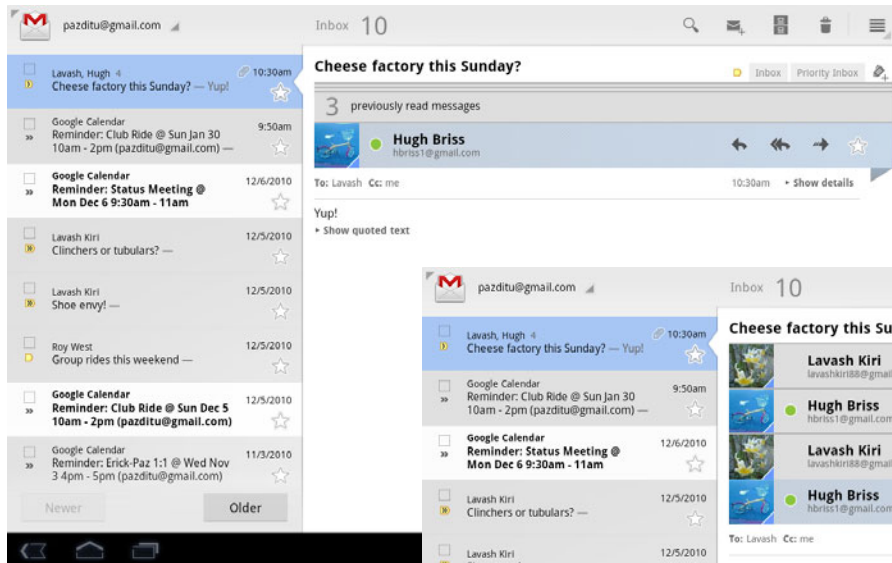 pazditu@gmail.com
Inbox 10
Lavash, Hugh 4 10:30am
Cheese factory this Sunday? — Yup!
Google Calendar 9:50am
Reminder: Club Ride @ Sun Jan 30
10am - 2pm (pazditu@gmail.com) —
Google Calendar 12/6/2010
Reminder: Status Meeting @
Mon Dec 6 9:30am - 11am
Lavash Kiri 12/5/2010
Clinchers or tubulars? —
Lavash Kiri 12/5/2010
Shoe envy! —
Roy West 12/5/2010
Group rides this weekend —
Google Calendar 12/5/2010
Reminder: Club Ride @ Sun Dec 5
10am - 2pm (pazditu@gmail.com)
Google Calendar 11/3/2010
Reminder: Erick-Paz 1:1 @ Wed Nov
3 4pm - 5pm (pazditu@gmail.com)
Newer Older
Cheese factory this Sunday?
Inbox Priority Inbox
3 previously read messages
Hugh Briss
hbriss1@gmail.com
To: Lavash Cc: me 10:30am Show details
Yup!
Show quoted text
pazditu@gmail.com
Inbox 10
Lavash, Hugh 4 10:30am
Cheese factory this Sunday? — Yup!
Google Calendar 9:50am
Reminder: Club Ride @ Sun Jan 30
10am - 2pm (pazditu@gmail.com) —
Google Calendar 12/6/2010
Reminder: Status Meeting @
Mon Dec 6 9:30am - 11am
Lavash Kiri 12/5/2010
Clinchers or tubulars? —
Lavash Kiri 12/5/2010
Cheese factory this Su
Lavash Kiri
lavashkiri88@gmail
Hugh Briss
hbriss1@gmail.com
Lavash Kiri
lavashkiri88@gmail
Hugh Briss
hbriss1@gmail.com
To: Lavash Cc: me